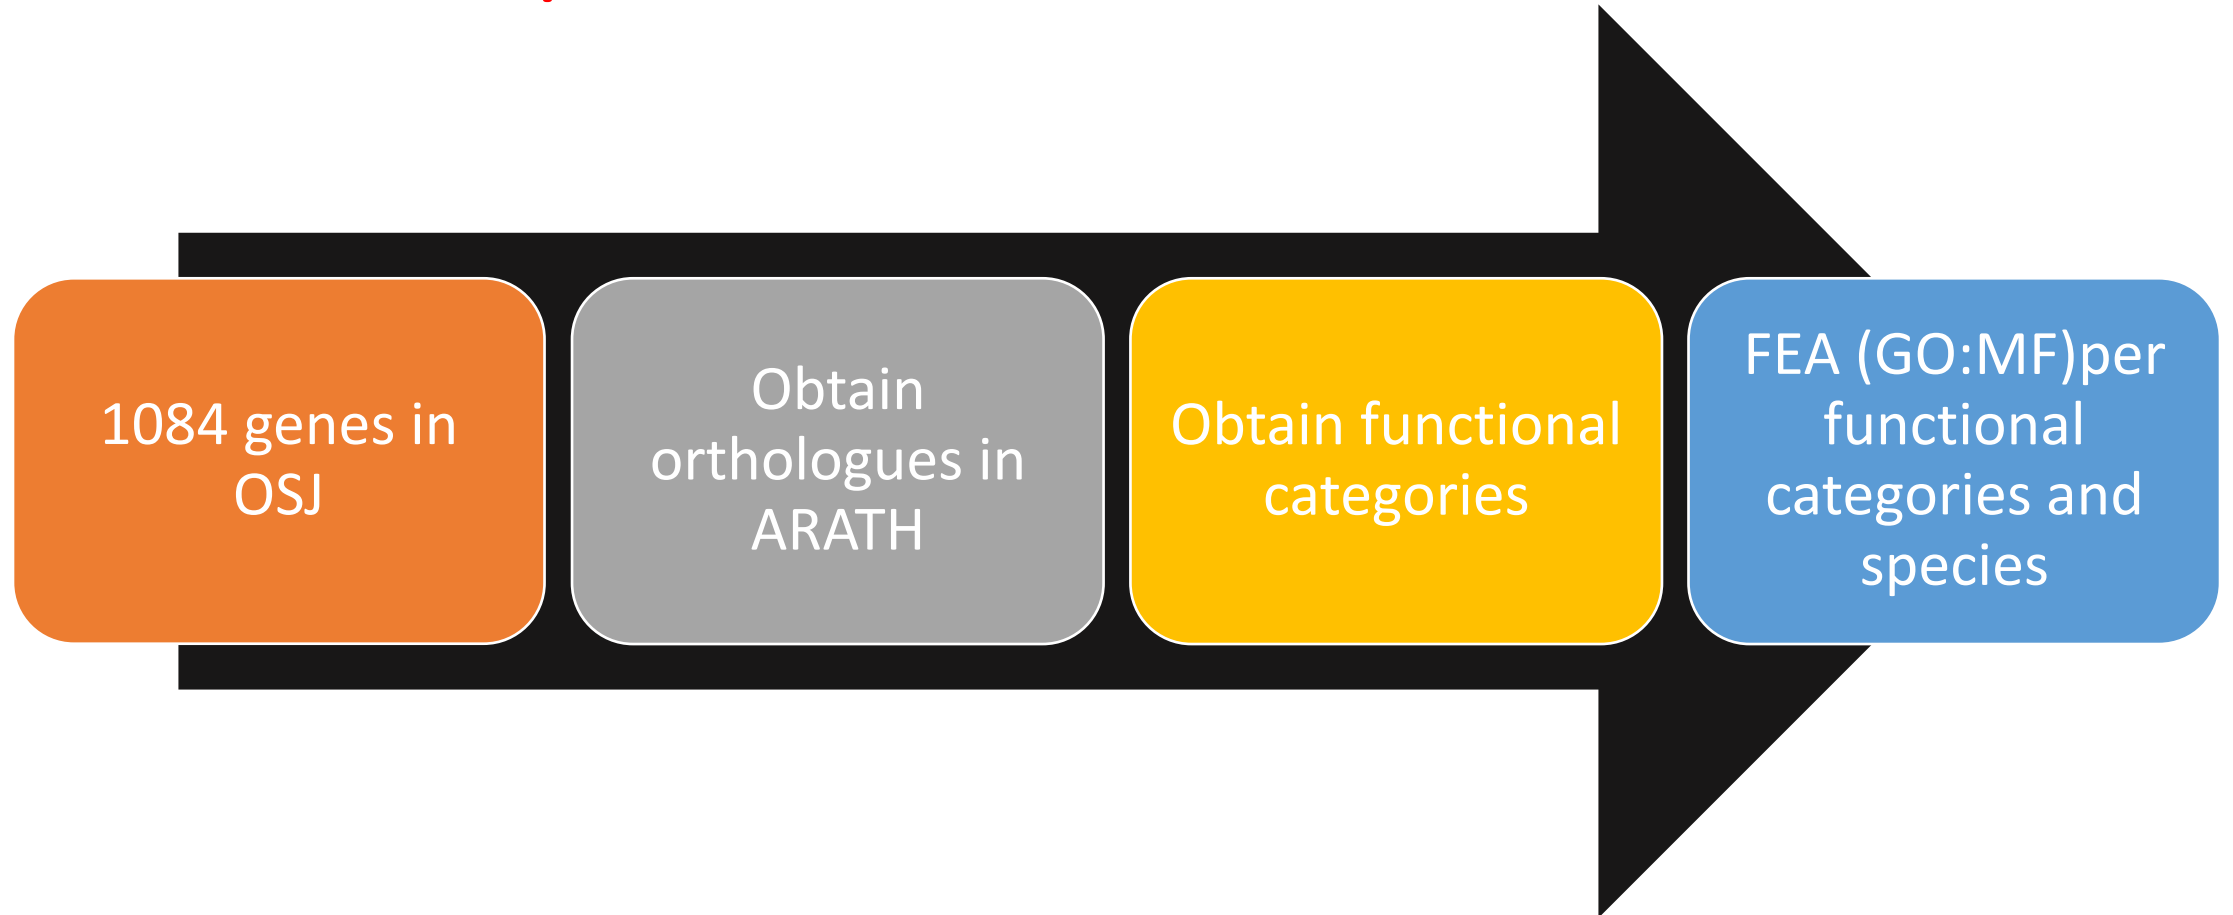 1084 genes in
OSJ
Obtain
orthologues in
ARATH
Obtain functional
categories
FEA (GO:MF)per
functional
categories and
species